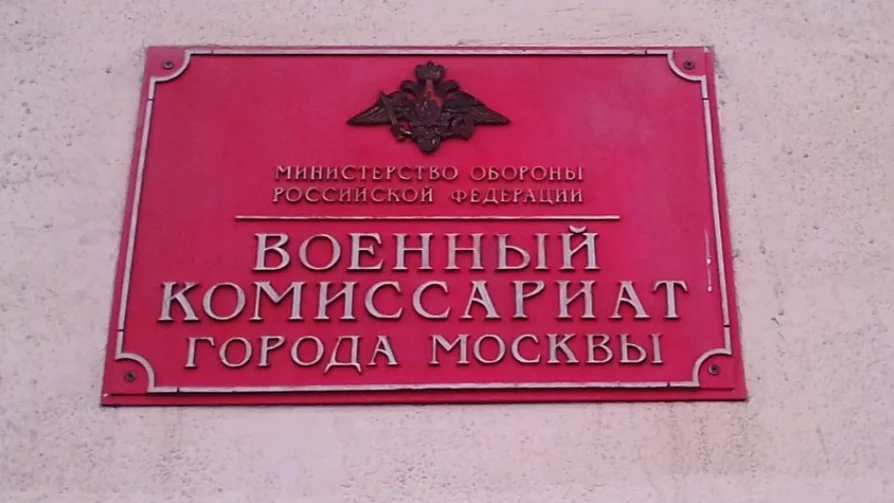 МИНИСТЕРСТВО ОБОРОНЫ
РОССИЙСКОЙ ФЕДЕРАЦИИ
ВОЕННЫЙ
КОМИССАРИАТ
ГОРОДА МОСКВЫ